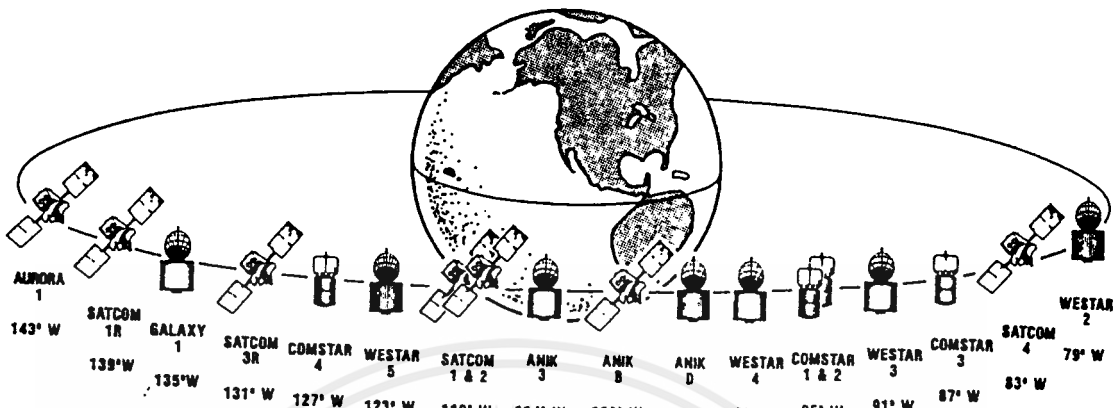 AURORA
1
143° W
SATCOM
1R
139°W
GALAXY
1
135°W
SATCOM
3R
131° W
COMSTAR
4
127° W
WESTAR
5
123° W
SATCOM
1 & 2
ANIK
3
ANIK
B
ANIK
D
WESTAR
4
COMSTAR
1 & 2
WESTAR
3
91° W
COMSTAR
3
87° W
SATCOM
4
83° W
WESTAR
2
79° W